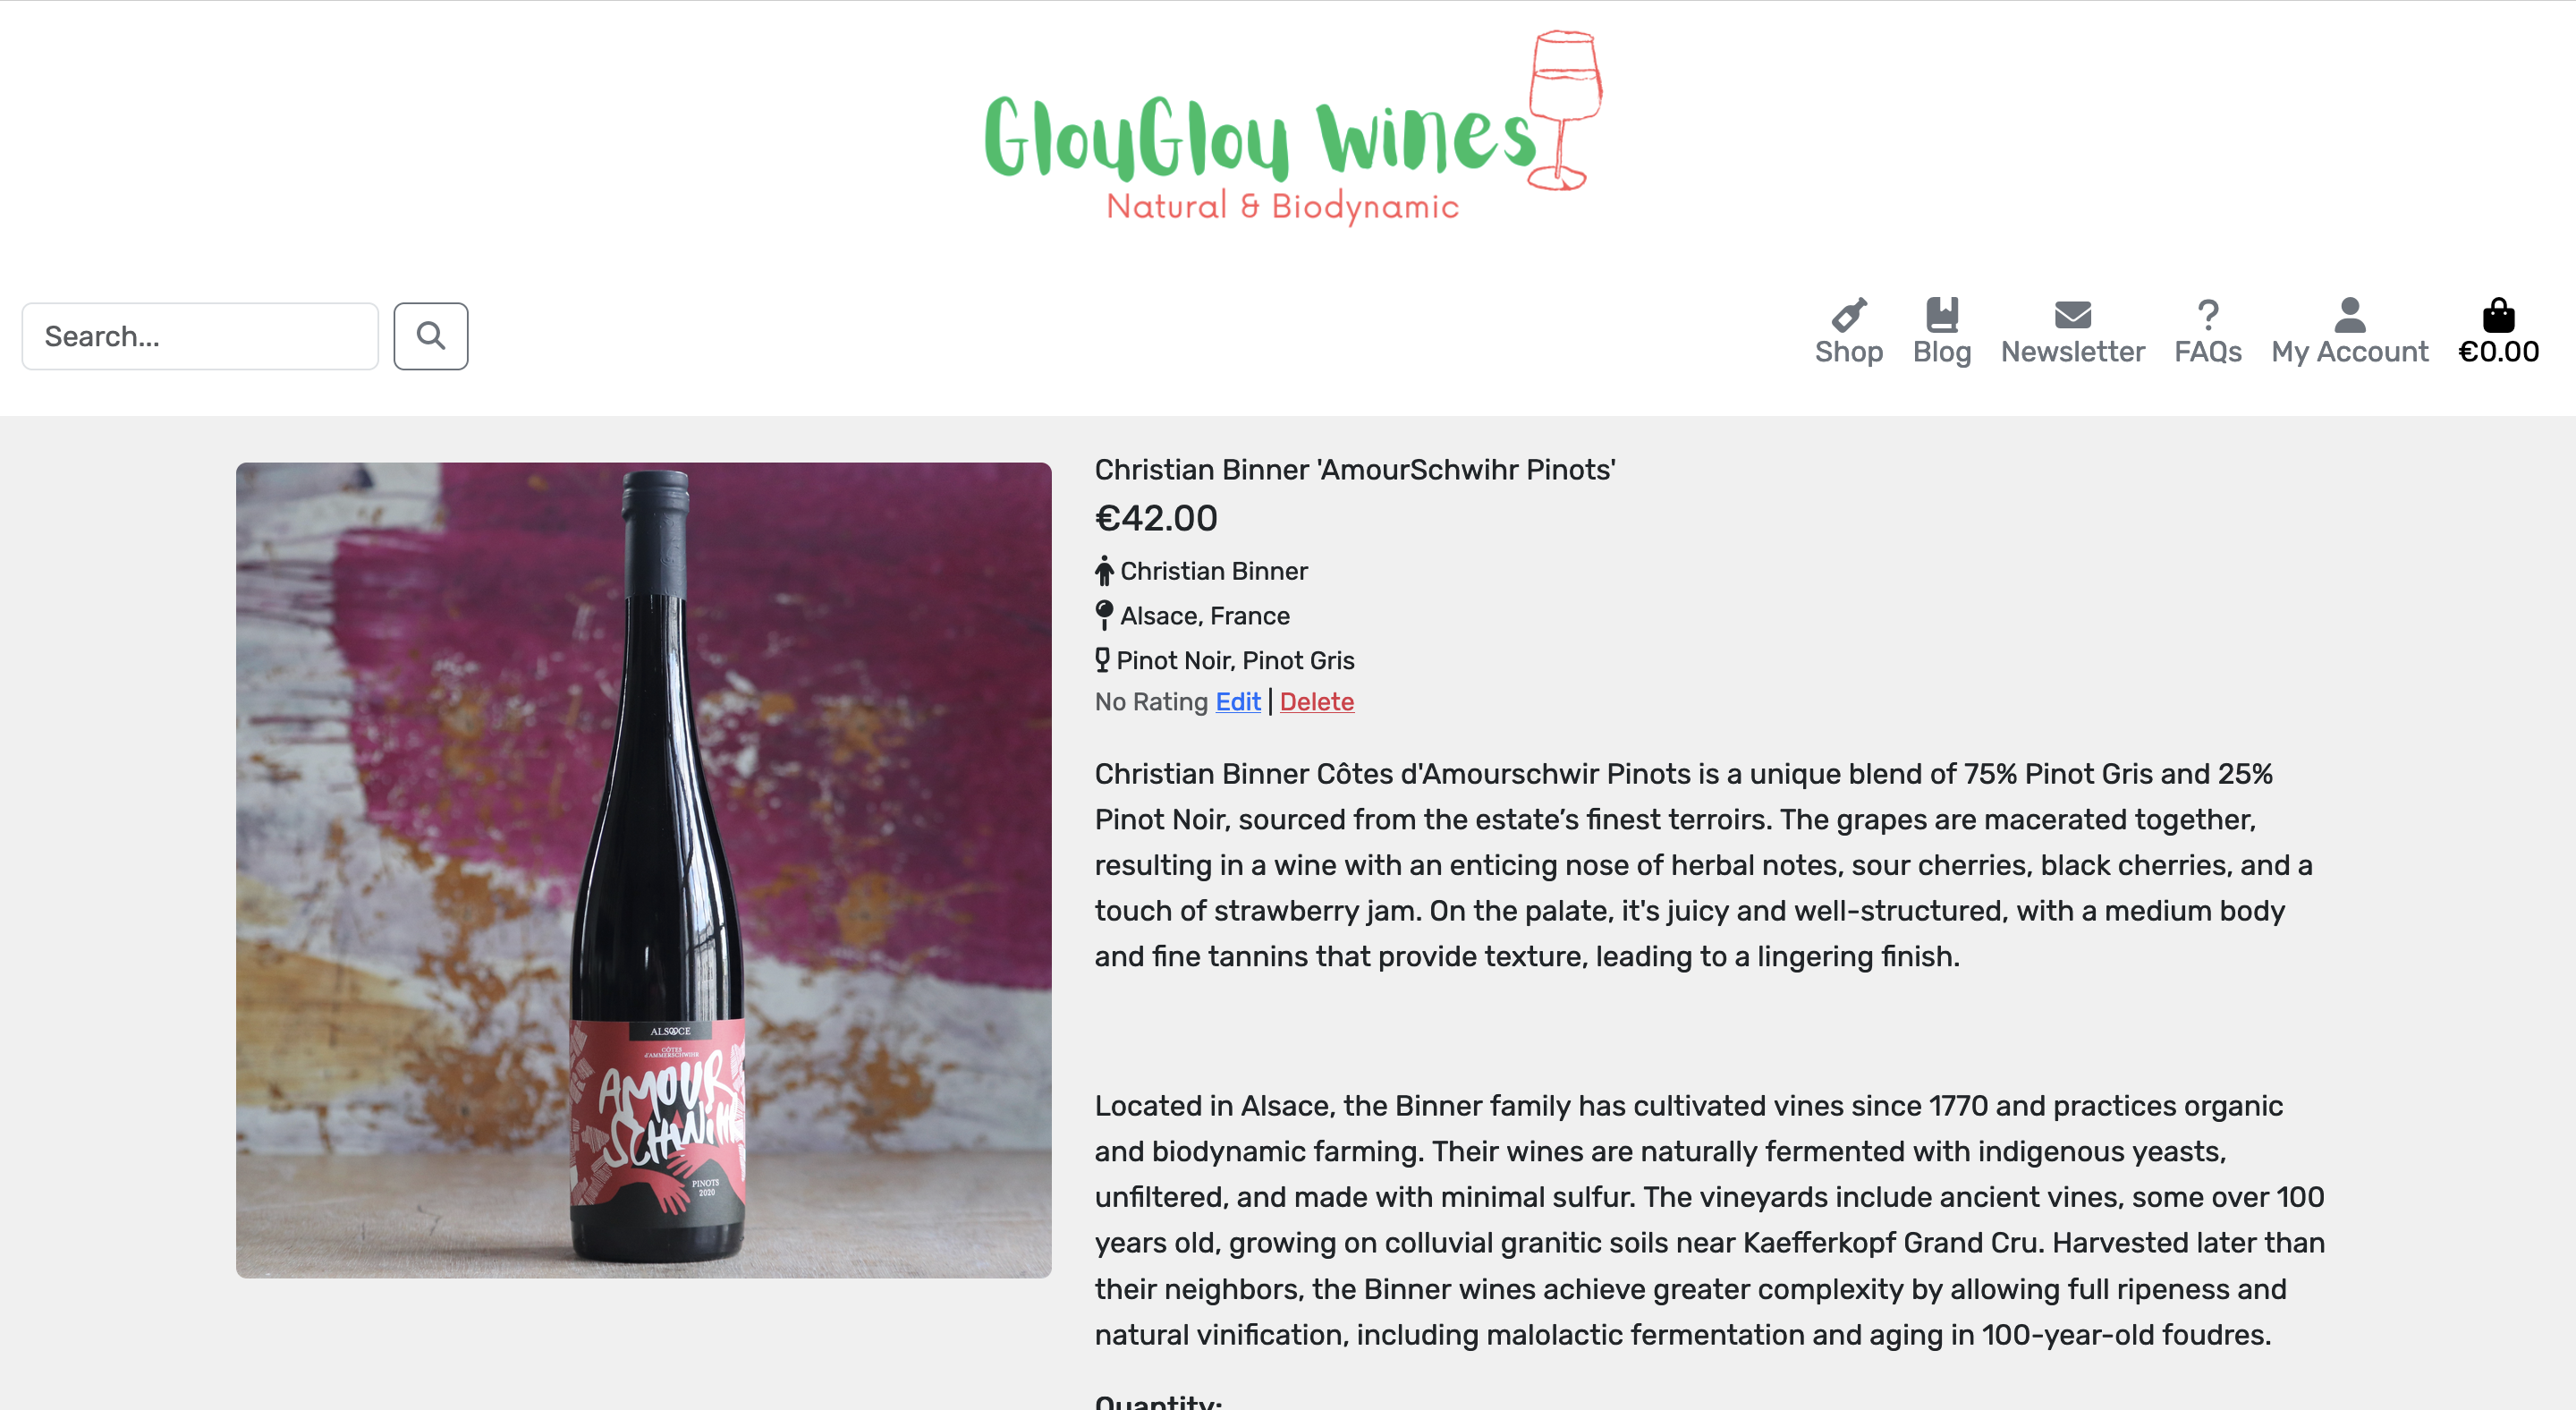 GlouGlou Wines
Natural & Biodynamic
Search...
Shop
Blog
Newsletter
FAQs
My Account
€0.00
Christian Binner 'AmourSchwihr Pinots'
€42.00
Christian Binner
Alsace, France
Pinot Noir, Pinot Gris
No Rating Edit | Delete
Christian Binner Côtes d'Amourschwir Pinots is a unique blend of 75% Pinot Gris and 25%
Pinot Noir, sourced from the estate’s finest terroirs. The grapes are macerated together,
resulting in a wine with an enticing nose of herbal notes, sour cherries, black cherries, and a
touch of strawberry jam. On the palate, it's juicy and well-structured, with a medium body
and fine tannins that provide texture, leading to a lingering finish.
Located in Alsace, the Binner family has cultivated vines since 1770 and practices organic
and biodynamic farming. Their wines are naturally fermented with indigenous yeasts,
unfiltered, and made with minimal sulfur. The vineyards include ancient vines, some over 100
years old, growing on colluvial granitic soils near Kaefferkopf Grand Cru. Harvested later than
their neighbors, the Binner wines achieve greater complexity by allowing full ripeness and
natural vinification, including malolactic fermentation and aging in 100-year-old foudres.
Quantity:
ALSACE
CÔTES
d'AMMERSCHWIHR
AMOUR
SCHWIHR
PINOTS
2020